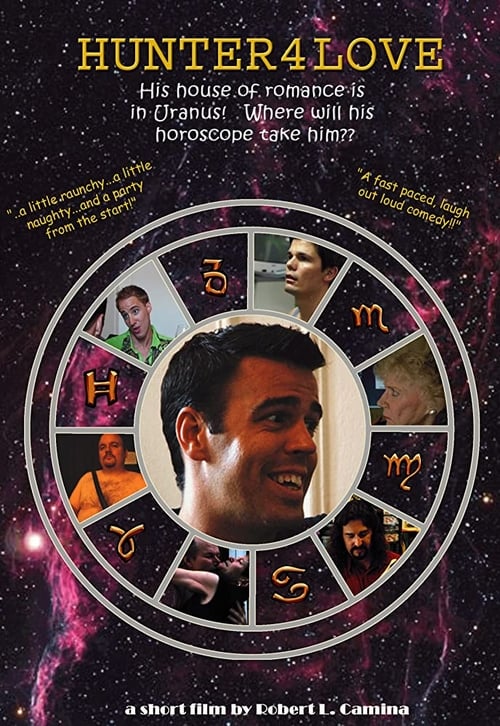 HUNTER4LOVE
His house of romance is
in Uranus! Where will his
horoscope take him??
"..a little raunchy...a little
naughty...and a party
from the start!"
"A fast paced, laugh
out loud comedy!!"
a short film by Robert L. Camina